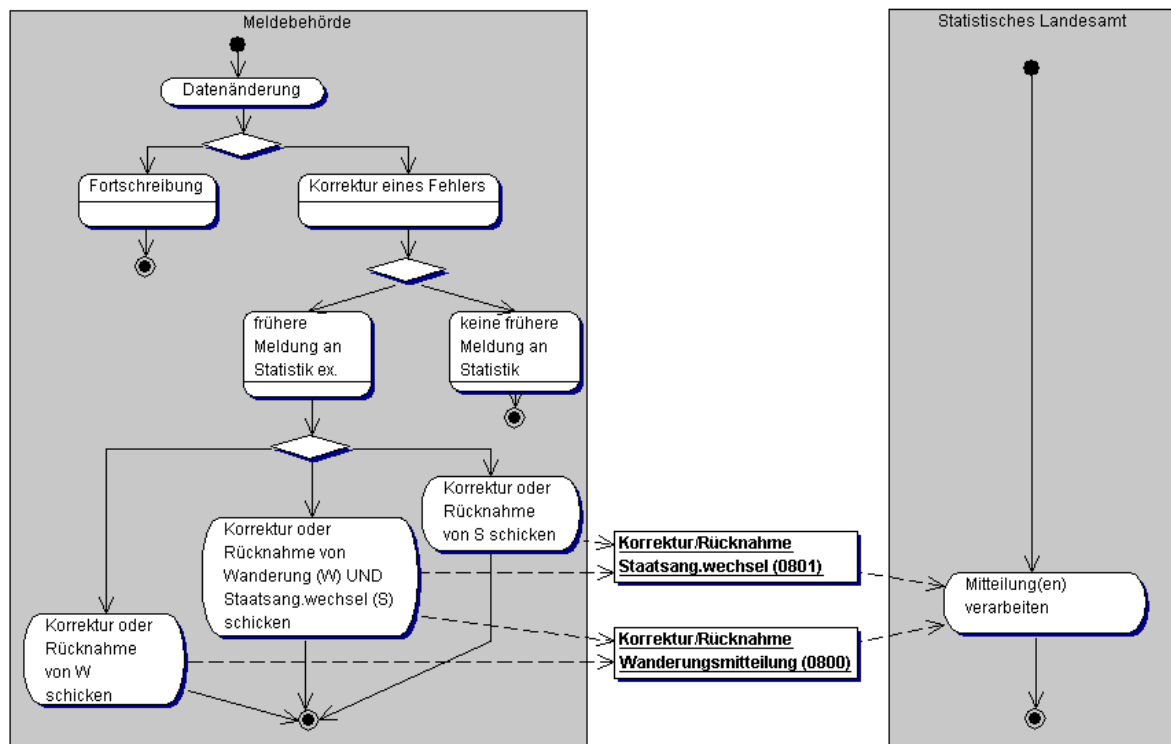 Meldebehörde
Statistisches Landesamt
Datenänderung
Fortschreibung
Korrektur eines Fehlers
frühere
Meldung an
Statistik ex.
keine frühere
Meldung an
Statistik
Korrektur oder
Rücknahme
von S schicken
Korrektur oder
Rücknahme von
Wanderung (W) UND
Staatsang.wechsel (S)
schicken
Korrektur oder
Rücknahme
von W
schicken
Korrektur/Rücknahme
Staatsang.wechsel (0801)
Korrektur/Rücknahme
Wanderungsmitteilung (0800)
Mitteilung(en)
verarbeiten